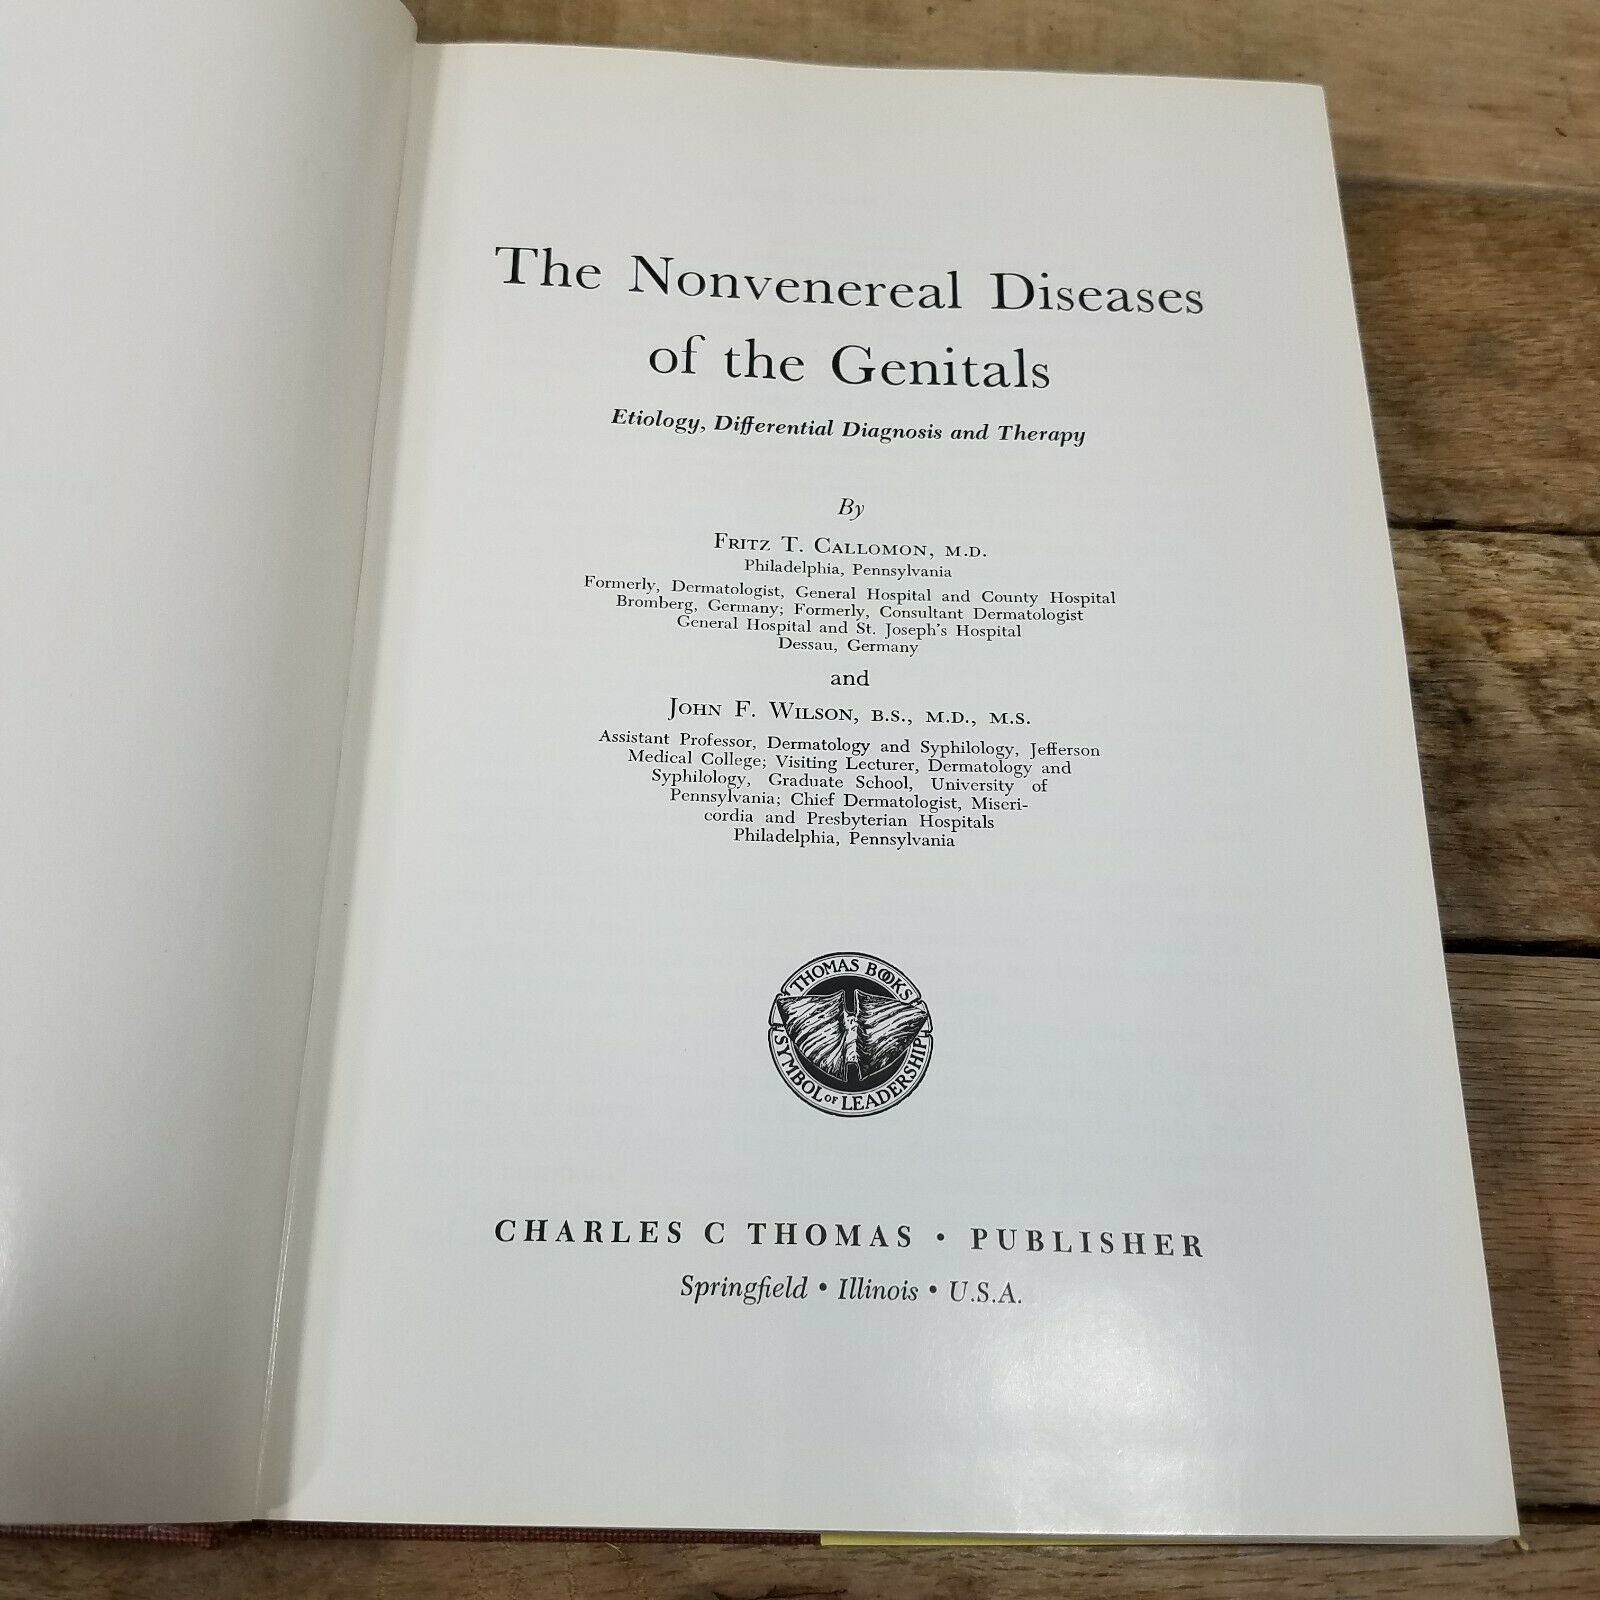 The Nonvenereal Diseases
of the Genitals
Etiology, Differential Diagnosis and Therapy
By
FRITZ T. CALLOMON, M.D.
Philadelphia, Pennsylvania
Formerly, Dermatologist, General Hospital and County Hospital
Bromberg, Germany; Formerly, Consultant Dermatologist
General Hospital and St. Joseph's Hospital
Dessau, Germany
and
JOHN F. WILSON, B.S., M.D., M.S.
Assistant Professor, Dermatology and Syphilology, Jefferson
Medical College; Visiting Lecturer, Dermatology and
Syphilology, Graduate School, University of
Pennsylvania; Chief Dermatologist, Miseri-
cordia and Presbyterian Hospitals
Philadelphia, Pennsylvania
THOMAS BOOKS
SYMBOL OF LEADERSHIP
CHARLES C THOMAS • PUBLISHER
Springfield • Illinois • U.S.A.